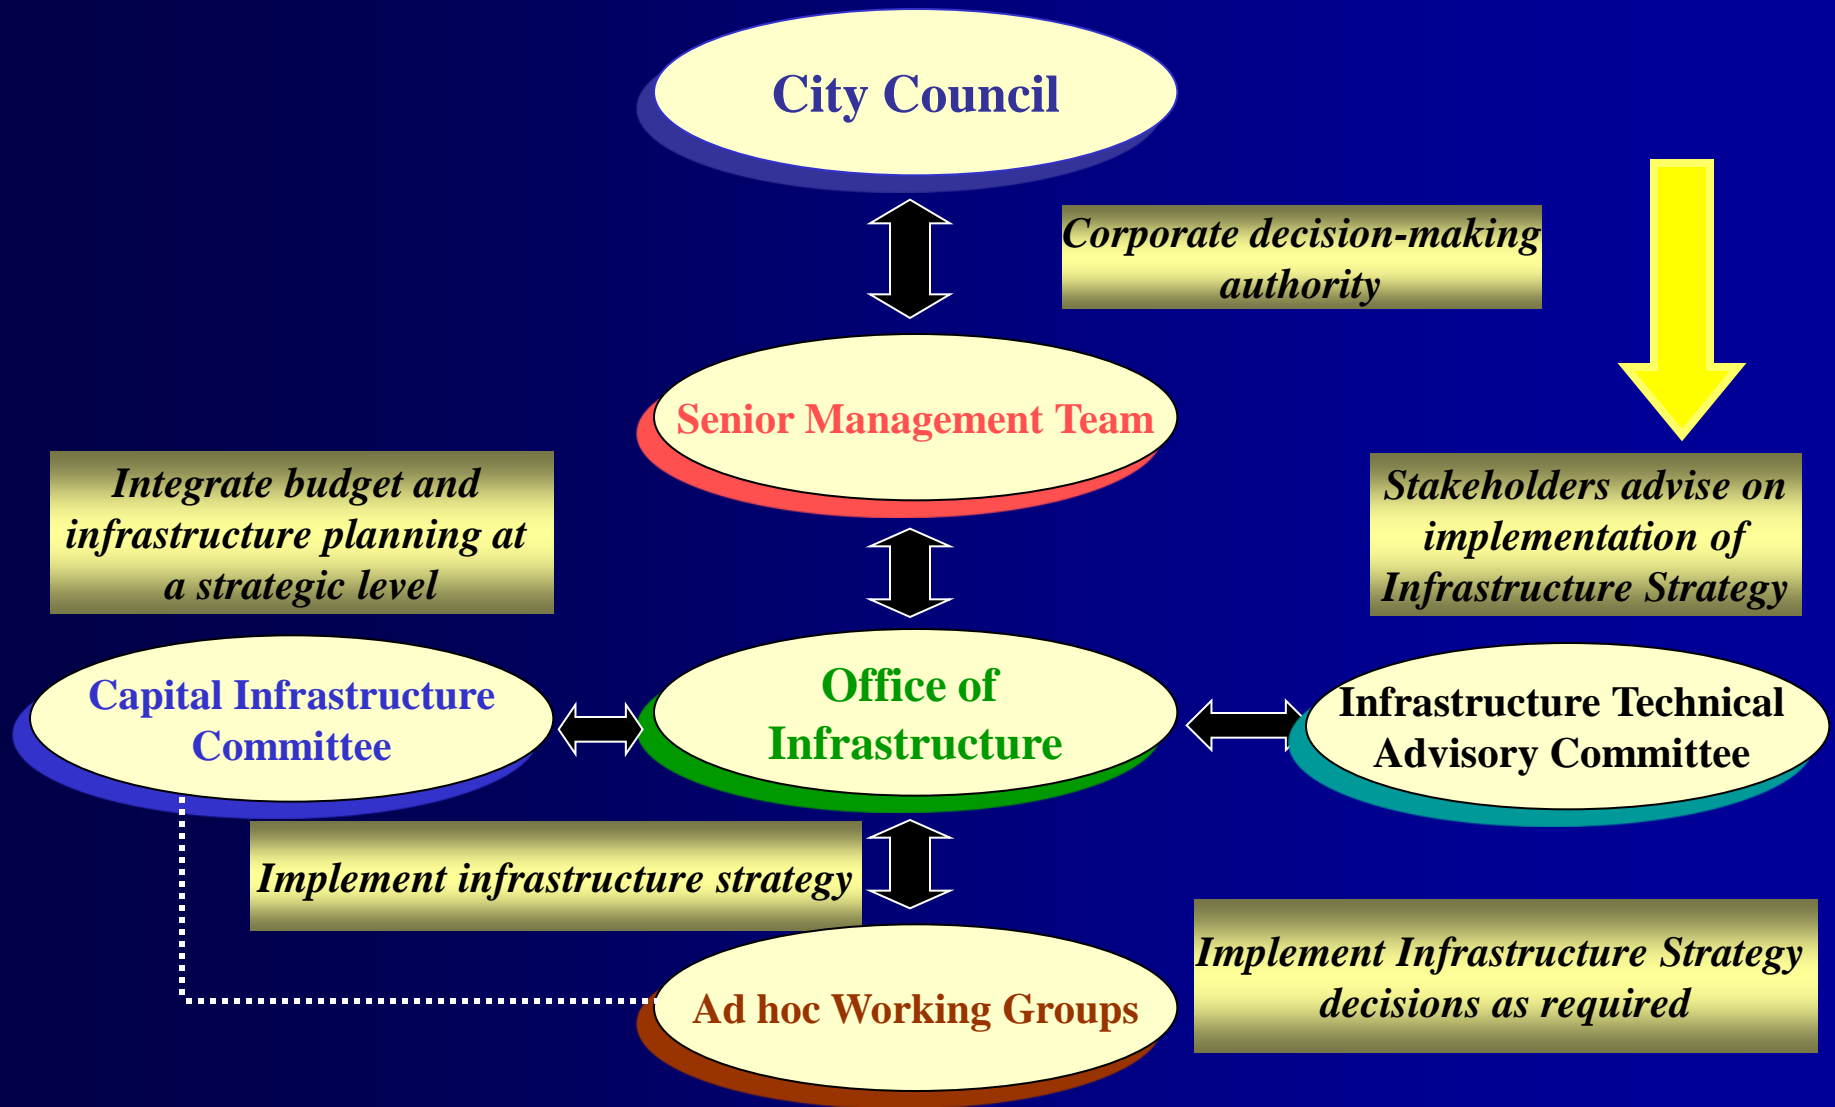 City Council
Corporate decision-making
authority
Senior Management Team
Integrate budget and
infrastructure planning at
a strategic level
Stakeholders advise on
implementation of
Infrastructure Strategy
Capital Infrastructure
Committee
Office of
Infrastructure
Infrastructure Technical
Advisory Committee
Implement infrastructure strategy
Implement Infrastructure Strategy
decisions as required
Ad hoc Working Groups